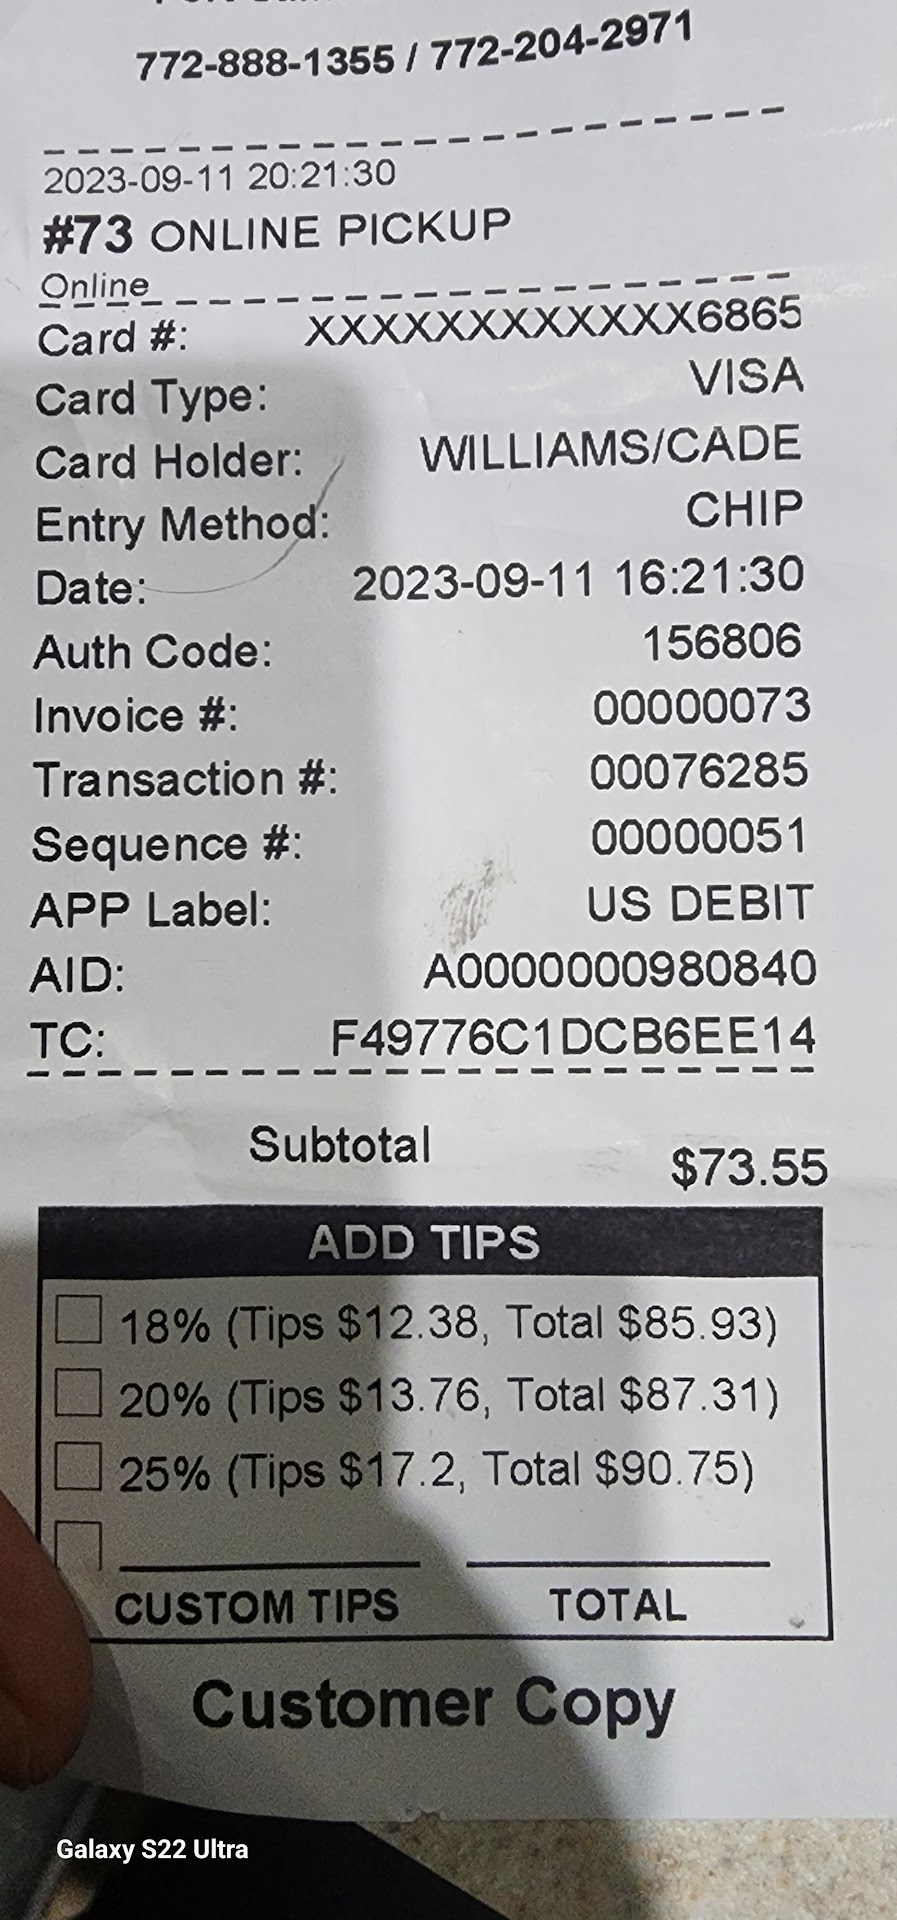 772-888-1355 / 772-204-2971
2023-09-11 20:21:30
#73 ONLINE PICKUP
Online
Card #: XXXXXXXXXXXX6865
Card Type: VISA
Card Holder: WILLIAMS/CADE
Entry Method: CHIP
Date: 2023-09-11 16:21:30
Auth Code: 156806
Invoice #: 00000073
Transaction #: 00076285
Sequence #: 00000051
APP Label: US DEBIT
AID: A0000000980840
TC: F49776C1DCB6EE14
Subtotal $73.55
ADD TIPS
18% (Tips $12.38, Total $85.93)
20% (Tips $13.76, Total $87.31)
25% (Tips $17.2, Total $90.75)
CUSTOM TIPS TOTAL
Customer Copy
Galaxy S22 Ultra